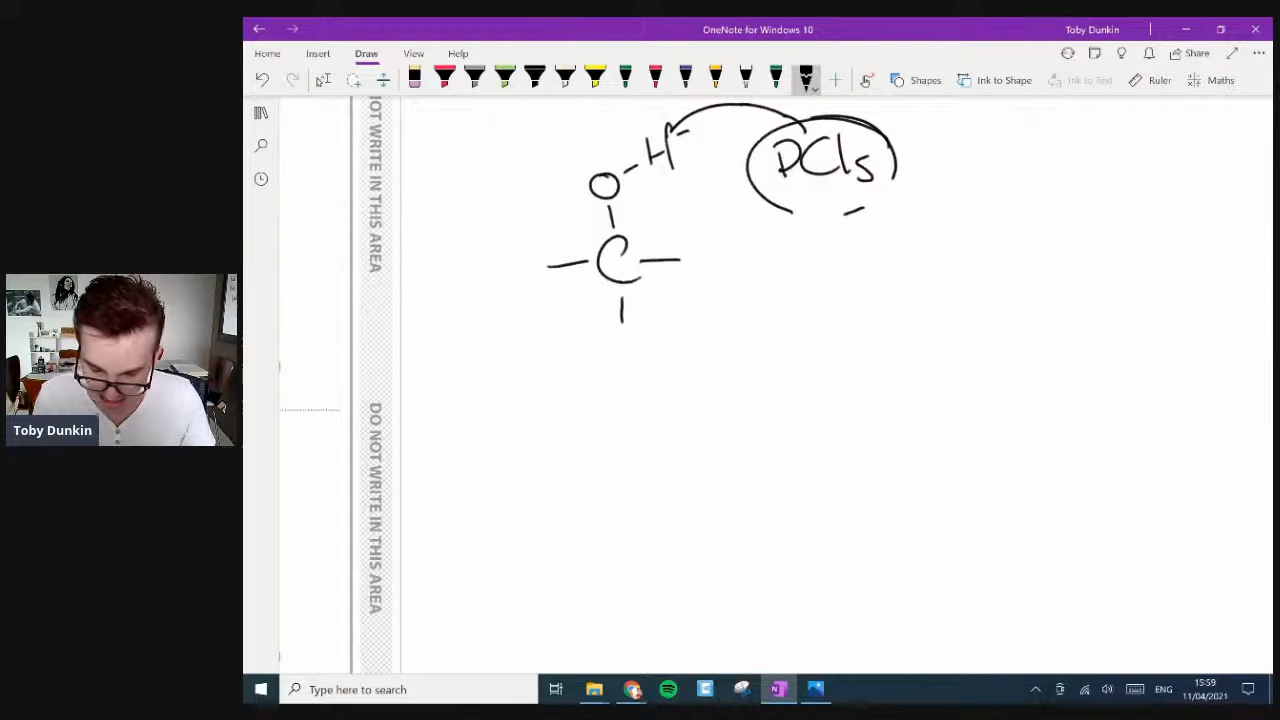 OneNote for Windows 10
Toby Dunkin
Home Insert Draw View Help
Share
Shapes Ink to Shape Ink to Text Ruler Maths
OT WRITE IN THIS AREA
DO NOT WRITE IN THIS AREA
H PCl5
O
C
Toby Dunkin
Type here to search
ENG
15:59
11/04/2021